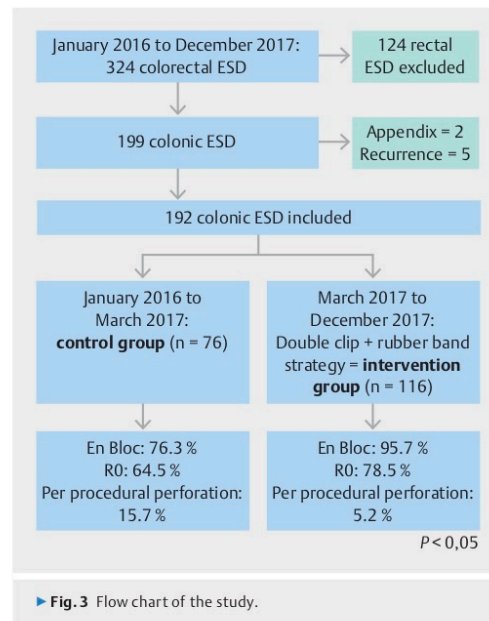 January 2016 to December 2017:
324 colorectal ESD
124 rectal
ESD excluded
199 colonic ESD
Appendix = 2
Recurrence = 5
192 colonic ESD included
January 2016 to
March 2017:
control group (n = 76)
March 2017 to
December 2017:
Double clip + rubber band
strategy = intervention
group (n = 116)
En Bloc: 76.3 %
R0: 64.5 %
Per procedural perforation:
15.7 %
En Bloc: 95.7 %
R0: 78.5 %
Per procedural perforation:
5.2 %
P < 0,05
▶ Fig. 3 Flow chart of the study.